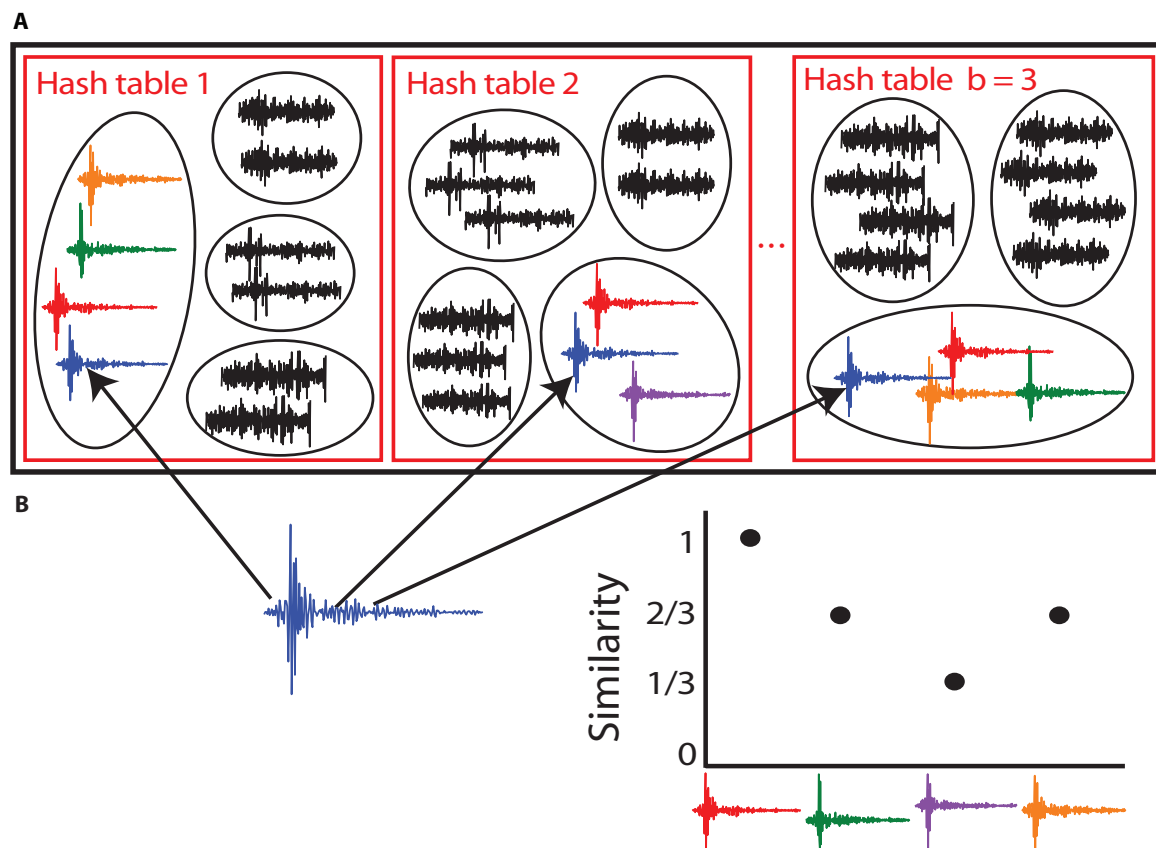 A
Hash table 1
Hash table 2
Hash table b = 3
...
B
Similarity
1
2/3
1/3
0